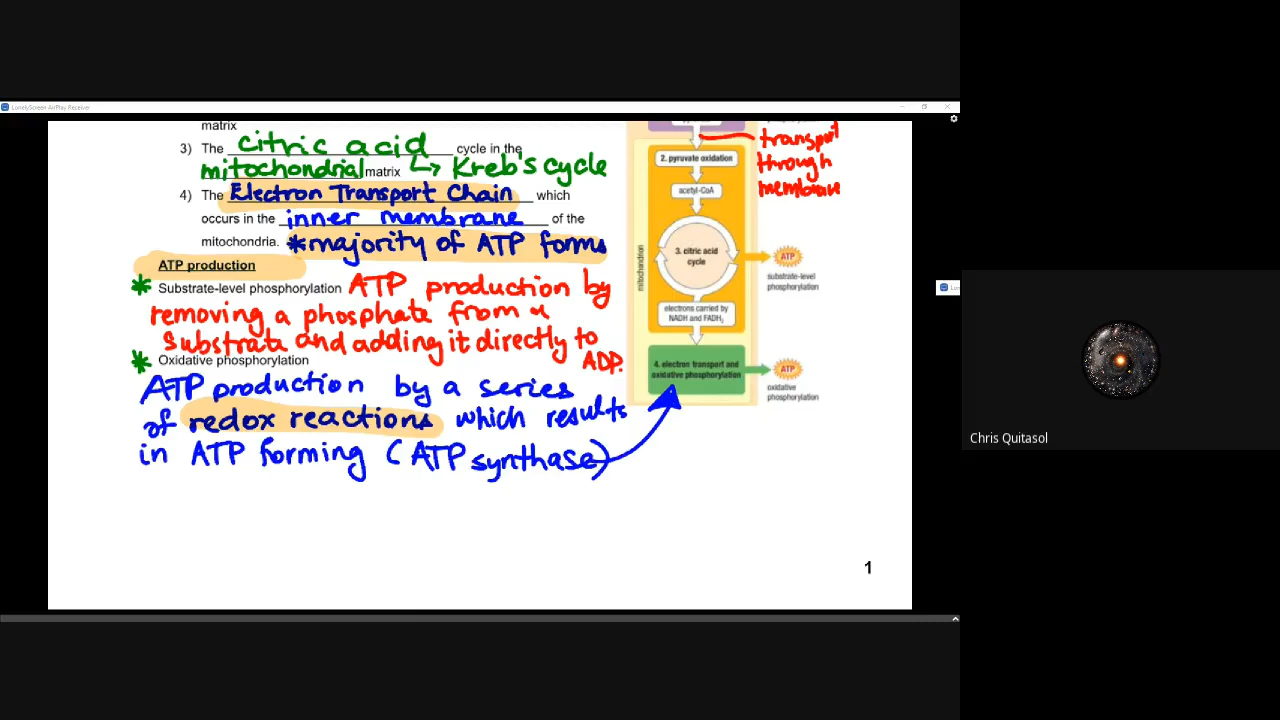 LonelyScreen AirPlay Receiver
matrix
3) The citric acid cycle in the
mitochondrial matrix ↳ Kreb's cycle
4) The Electron Transport Chain which
occurs in the inner membrane of the
mitochondria. *majority of ATP forms
ATP production
* Substrate-level phosphorylation ATP production by
removing a phosphate from a
substrate and adding it directly to
ADP.
* Oxidative phosphorylation
ATP production by a series
of redox reactions which results
in ATP forming (ATP synthase)
transport
through
membrane
2. pyruvate oxidation
acetyl-CoA
mitochondrion
3. citric acid
cycle
ATP
substrate-level
phosphorylation
electrons carried by
NADH and FADH₂
4. electron transport and
oxidative phosphorylation
ATP
oxidative
phosphorylation
1
Chris Quitasol